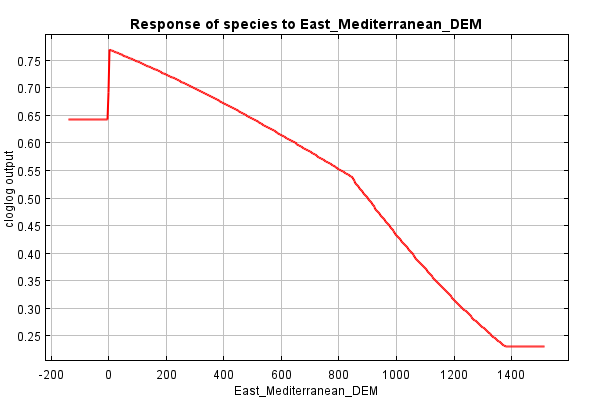 Response of species to East_Mediterranean_DEM
cloglog output
0.75
0.70
0.65
0.60
0.55
0.50
0.45
0.40
0.35
0.30
0.25
-200 0 200 400 600 800 1000 1200 1400
East_Mediterranean_DEM